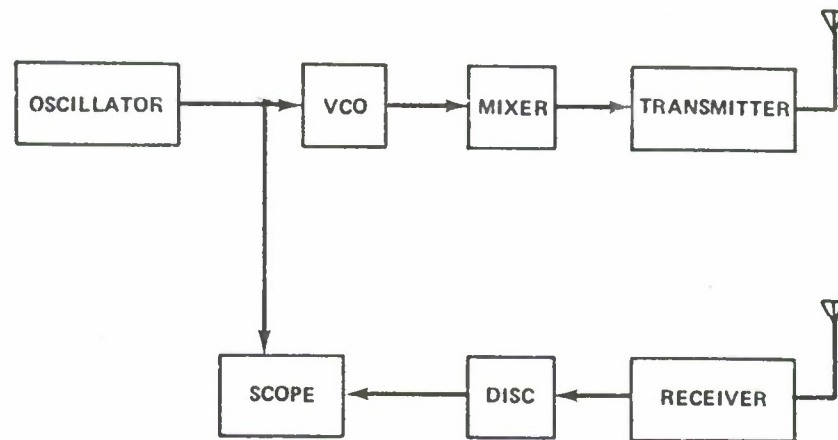 OSCILLATOR
VCO
MIXER
TRANSMITTER
SCOPE
DISC
RECEIVER